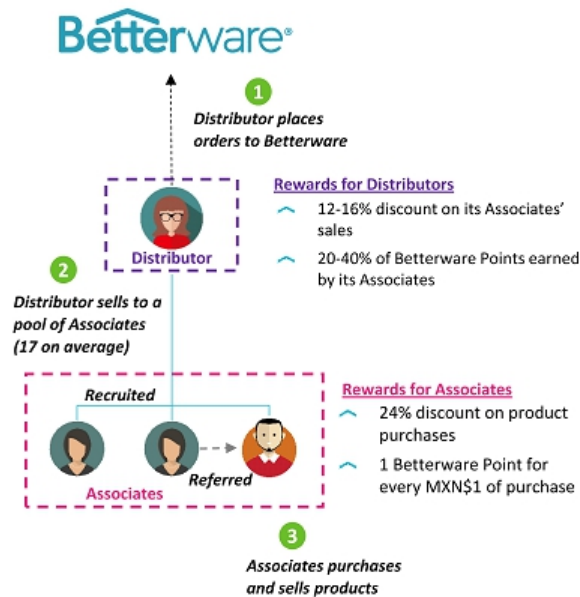 Betterware®
1
Distributor places
orders to Betterware
Distributor
Rewards for Distributors
12-16% discount on its Associates’
sales
20-40% of Betterware Points earned
by its Associates
2
Distributor sells to a
pool of Associates
(17 on average)
Recruited
Referred
Associates
Rewards for Associates
24% discount on product
purchases
1 Betterware Point for
every MXN$1 of purchase
3
Associates purchases
and sells products